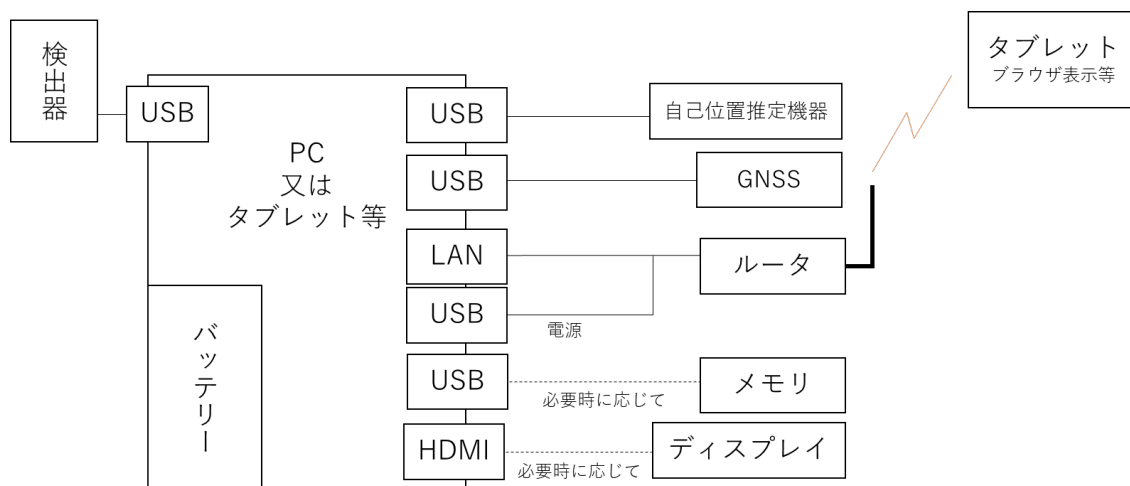 検出器
USB
PC
又は
タブレット等
バッテリー
USB
自己位置推定機器
USB
GNSS
LAN
ルータ
USB
電源
USB
必要時に応じて
メモリ
HDMI
必要時に応じて
ディスプレイ
タブレット
ブラウザ表示等